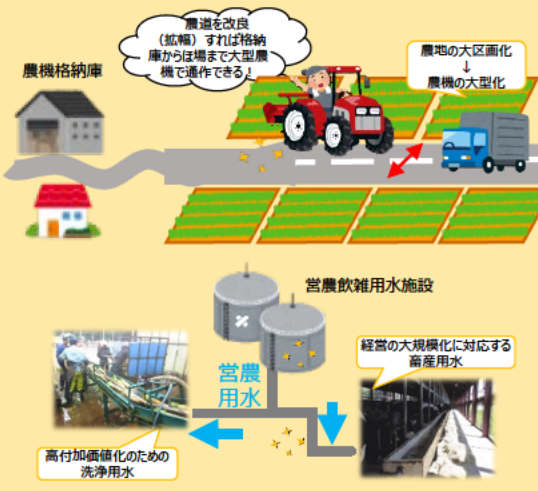 農道を改良
（拡幅）すれば格納
庫からほ場まで大型農
機で通作できる！
農機格納庫
農地の大区画化
↓
農機の大型化
営農飲雑用水施設
経営の大規模化に対応する
畜産用水
営農
用水
高付加価値化のための
洗浄用水